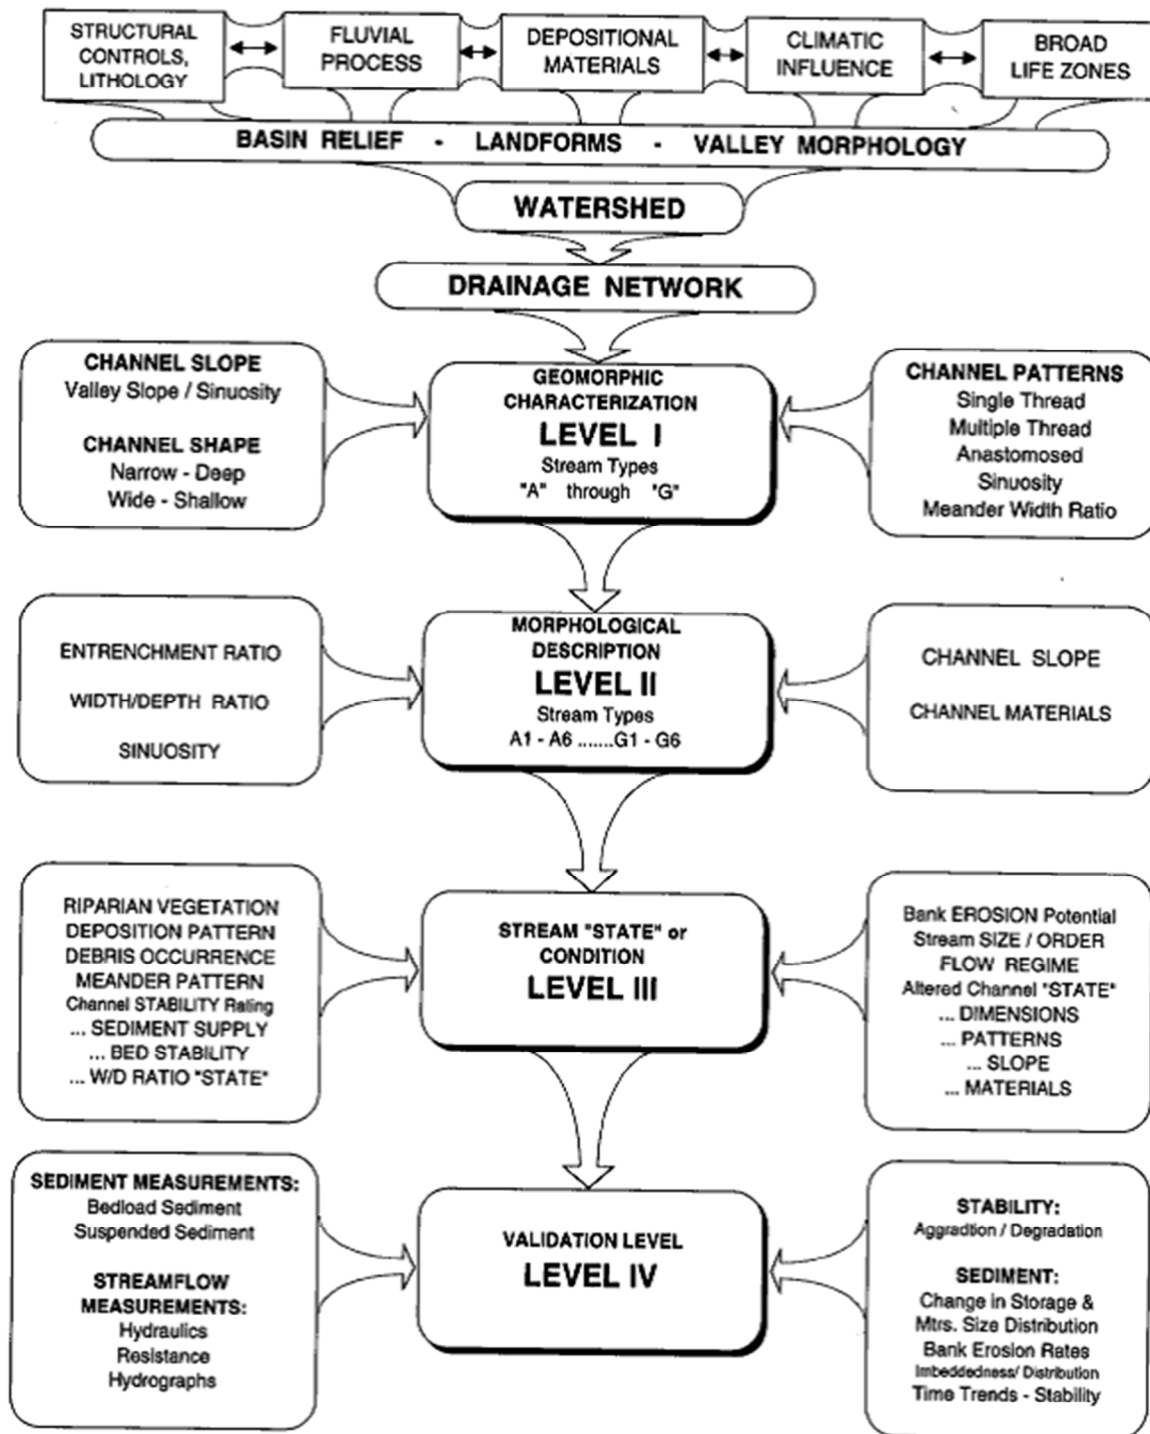 STRUCTURAL
CONTROLS,
LITHOLOGY
FLUVIAL
PROCESS
DEPOSITIONAL
MATERIALS
CLIMATIC
INFLUENCE
BROAD
LIFE ZONES
BASIN RELIEF - LANDFORMS - VALLEY MORPHOLOGY
WATERSHED
DRAINAGE NETWORK
CHANNEL SLOPE
Valley Slope / Sinuosity
CHANNEL SHAPE
Narrow - Deep
Wide - Shallow
GEOMORPHIC
CHARACTERIZATION
LEVEL I
Stream Types
"A" through "G"
CHANNEL PATTERNS
Single Thread
Multiple Thread
Anastomosed
Sinuosity
Meander Width Ratio
ENTRENCHMENT RATIO
WIDTH/DEPTH RATIO
SINUOSITY
MORPHOLOGICAL
DESCRIPTION
LEVEL II
Stream Types
A1 - A6 .......G1 - G6
CHANNEL SLOPE
CHANNEL MATERIALS
RIPARIAN VEGETATION
DEPOSITION PATTERN
DEBRIS OCCURRENCE
MEANDER PATTERN
Channel STABILITY Rating
... SEDIMENT SUPPLY
... BED STABILITY
... W/D RATIO "STATE"
STREAM "STATE" or
CONDITION
LEVEL III
Bank EROSION Potential
Stream SIZE / ORDER
FLOW REGIME
Altered Channel "STATE"
... DIMENSIONS
... PATTERNS
... SLOPE
... MATERIALS
SEDIMENT MEASUREMENTS:
Bedload Sediment
Suspended Sediment
STREAMFLOW
MEASUREMENTS:
Hydraulics
Resistance
Hydrographs
VALIDATION LEVEL
LEVEL IV
STABILITY:
Aggradtion / Degradation
SEDIMENT:
Change in Storage &
Mtrs. Size Distribution
Bank Erosion Rates
Imbeddedness/ Distribution
Time Trends - Stability